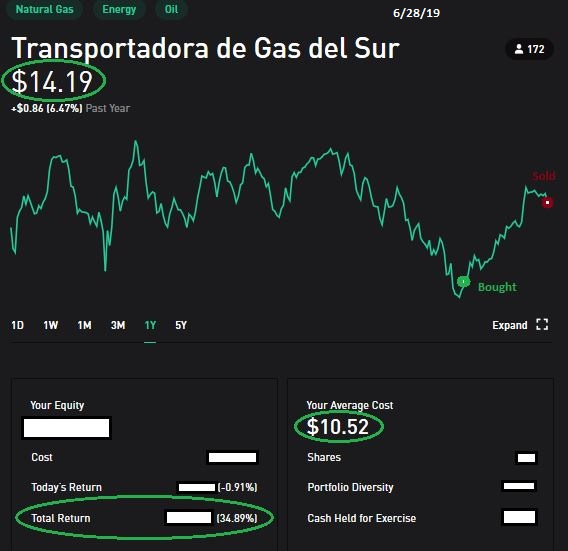 Natural Gas Energy Oil 6/28/19
Transportadora de Gas del Sur 172
$14.19
+$0.86 (6.47%) Past Year
Sold
Bought
1D 1W 1M 3M 1Y 5Y Expand
Your Equity
Cost
Today's Return (-0.91%)
Total Return (34.89%)
Your Average Cost
$10.52
Shares
Portfolio Diversity
Cash Held for Exercise